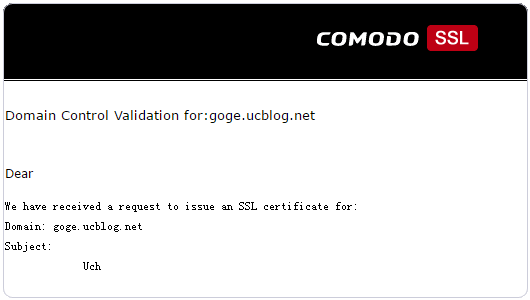 COMODO SSL
Domain Control Validation for:goge.ucblog.net
Dear
We have received a request to issue an SSL certificate for:
Domain: goge.ucblog.net
Subject:
Uch